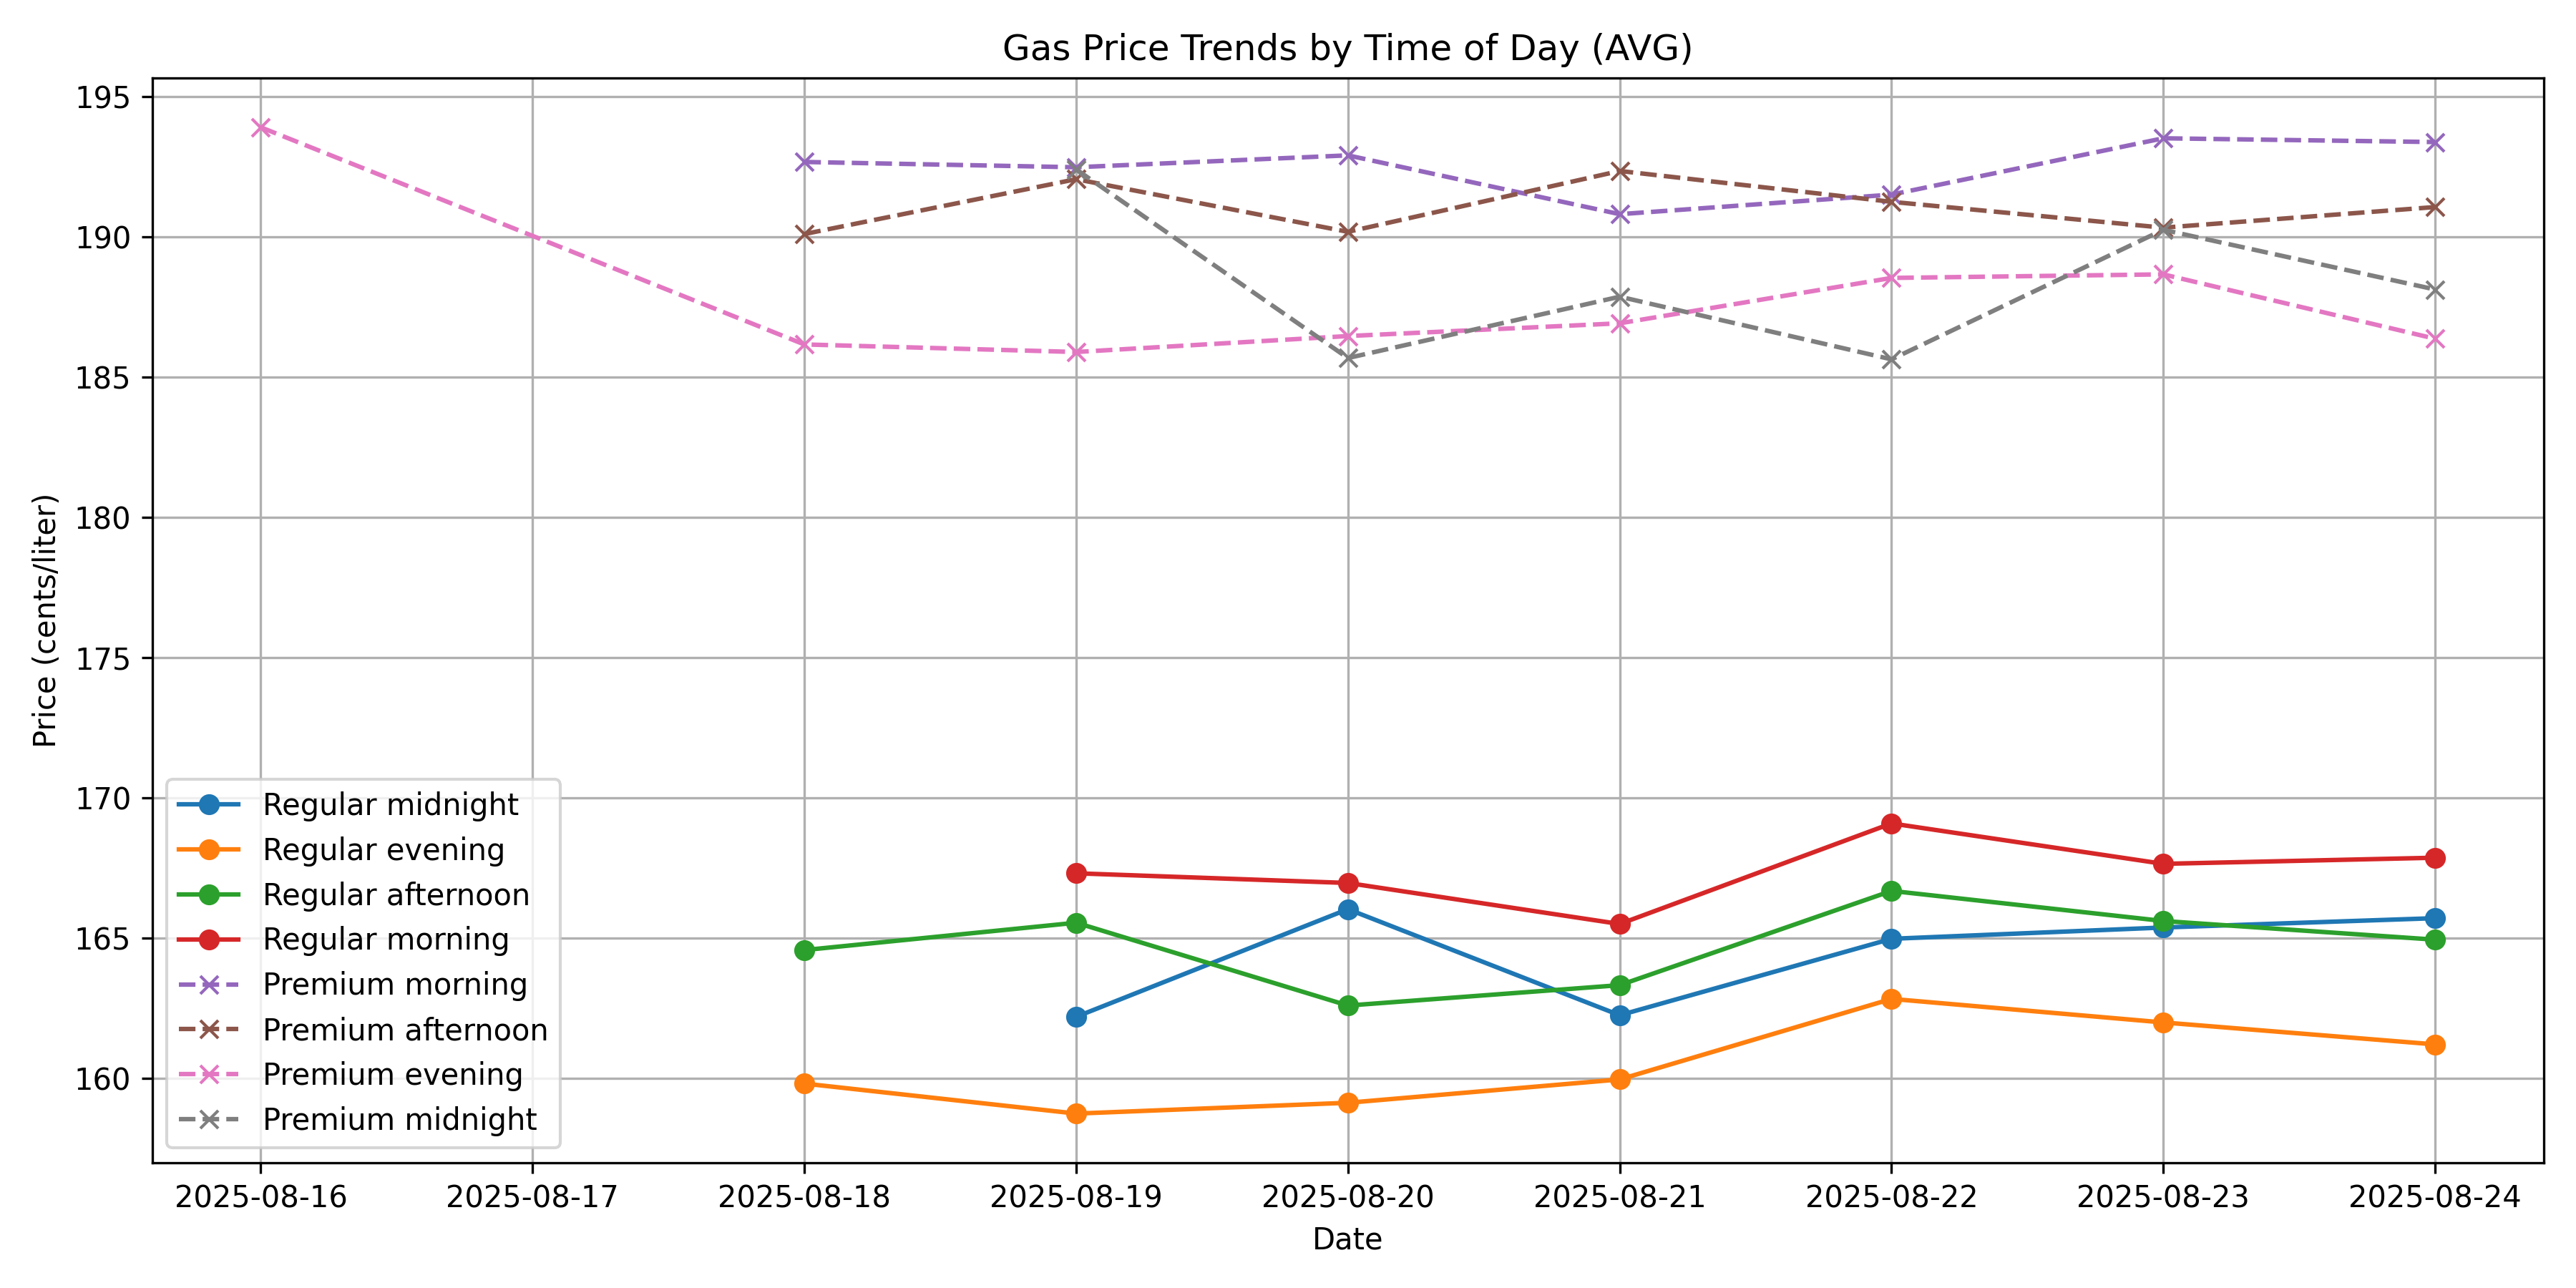 Gas Price Trends by Time of Day (AVG)
Price (cents/liter)
195
190
185
180
175
170
165
160
Regular midnight
Regular evening
Regular afternoon
Regular morning
Premium morning
Premium afternoon
Premium evening
Premium midnight
2025-08-16 2025-08-17 2025-08-18 2025-08-19 2025-08-20 2025-08-21 2025-08-22 2025-08-23 2025-08-24
Date